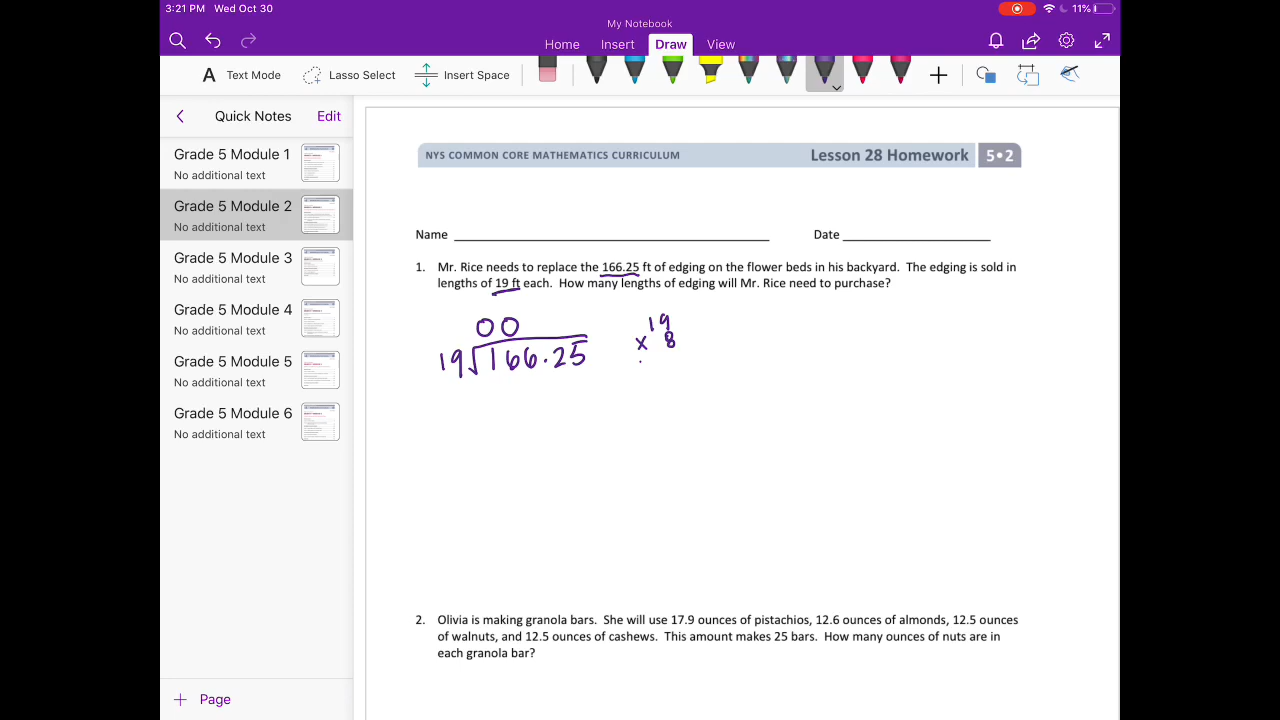 3:21 PM Wed Oct 30
11%
My Notebook
Home Insert Draw View
A Text Mode Lasso Select Insert Space
Quick Notes Edit
Grade 5 Module 1
No additional text
Grade 5 Module 2
No additional text
Grade 5 Module 3
No additional text
Grade 5 Module 4
No additional text
Grade 5 Module 5
No additional text
Grade 5 Module 6
No additional text
+ Page
NYS COMMON CORE MATHEMATICS CURRICULUM Lesson 28 Homework 5•2
Name Date
1. Mr. Rice needs to replace the 166.25 ft of edging on the flower beds in his backyard. The edging is sold in
lengths of 19 ft each. How many lengths of edging will Mr. Rice need to purchase?
00
19 166.25
19
x 8
2. Olivia is making granola bars. She will use 17.9 ounces of pistachios, 12.6 ounces of almonds, 12.5 ounces
of walnuts, and 12.5 ounces of cashews. This amount makes 25 bars. How many ounces of nuts are in
each granola bar?